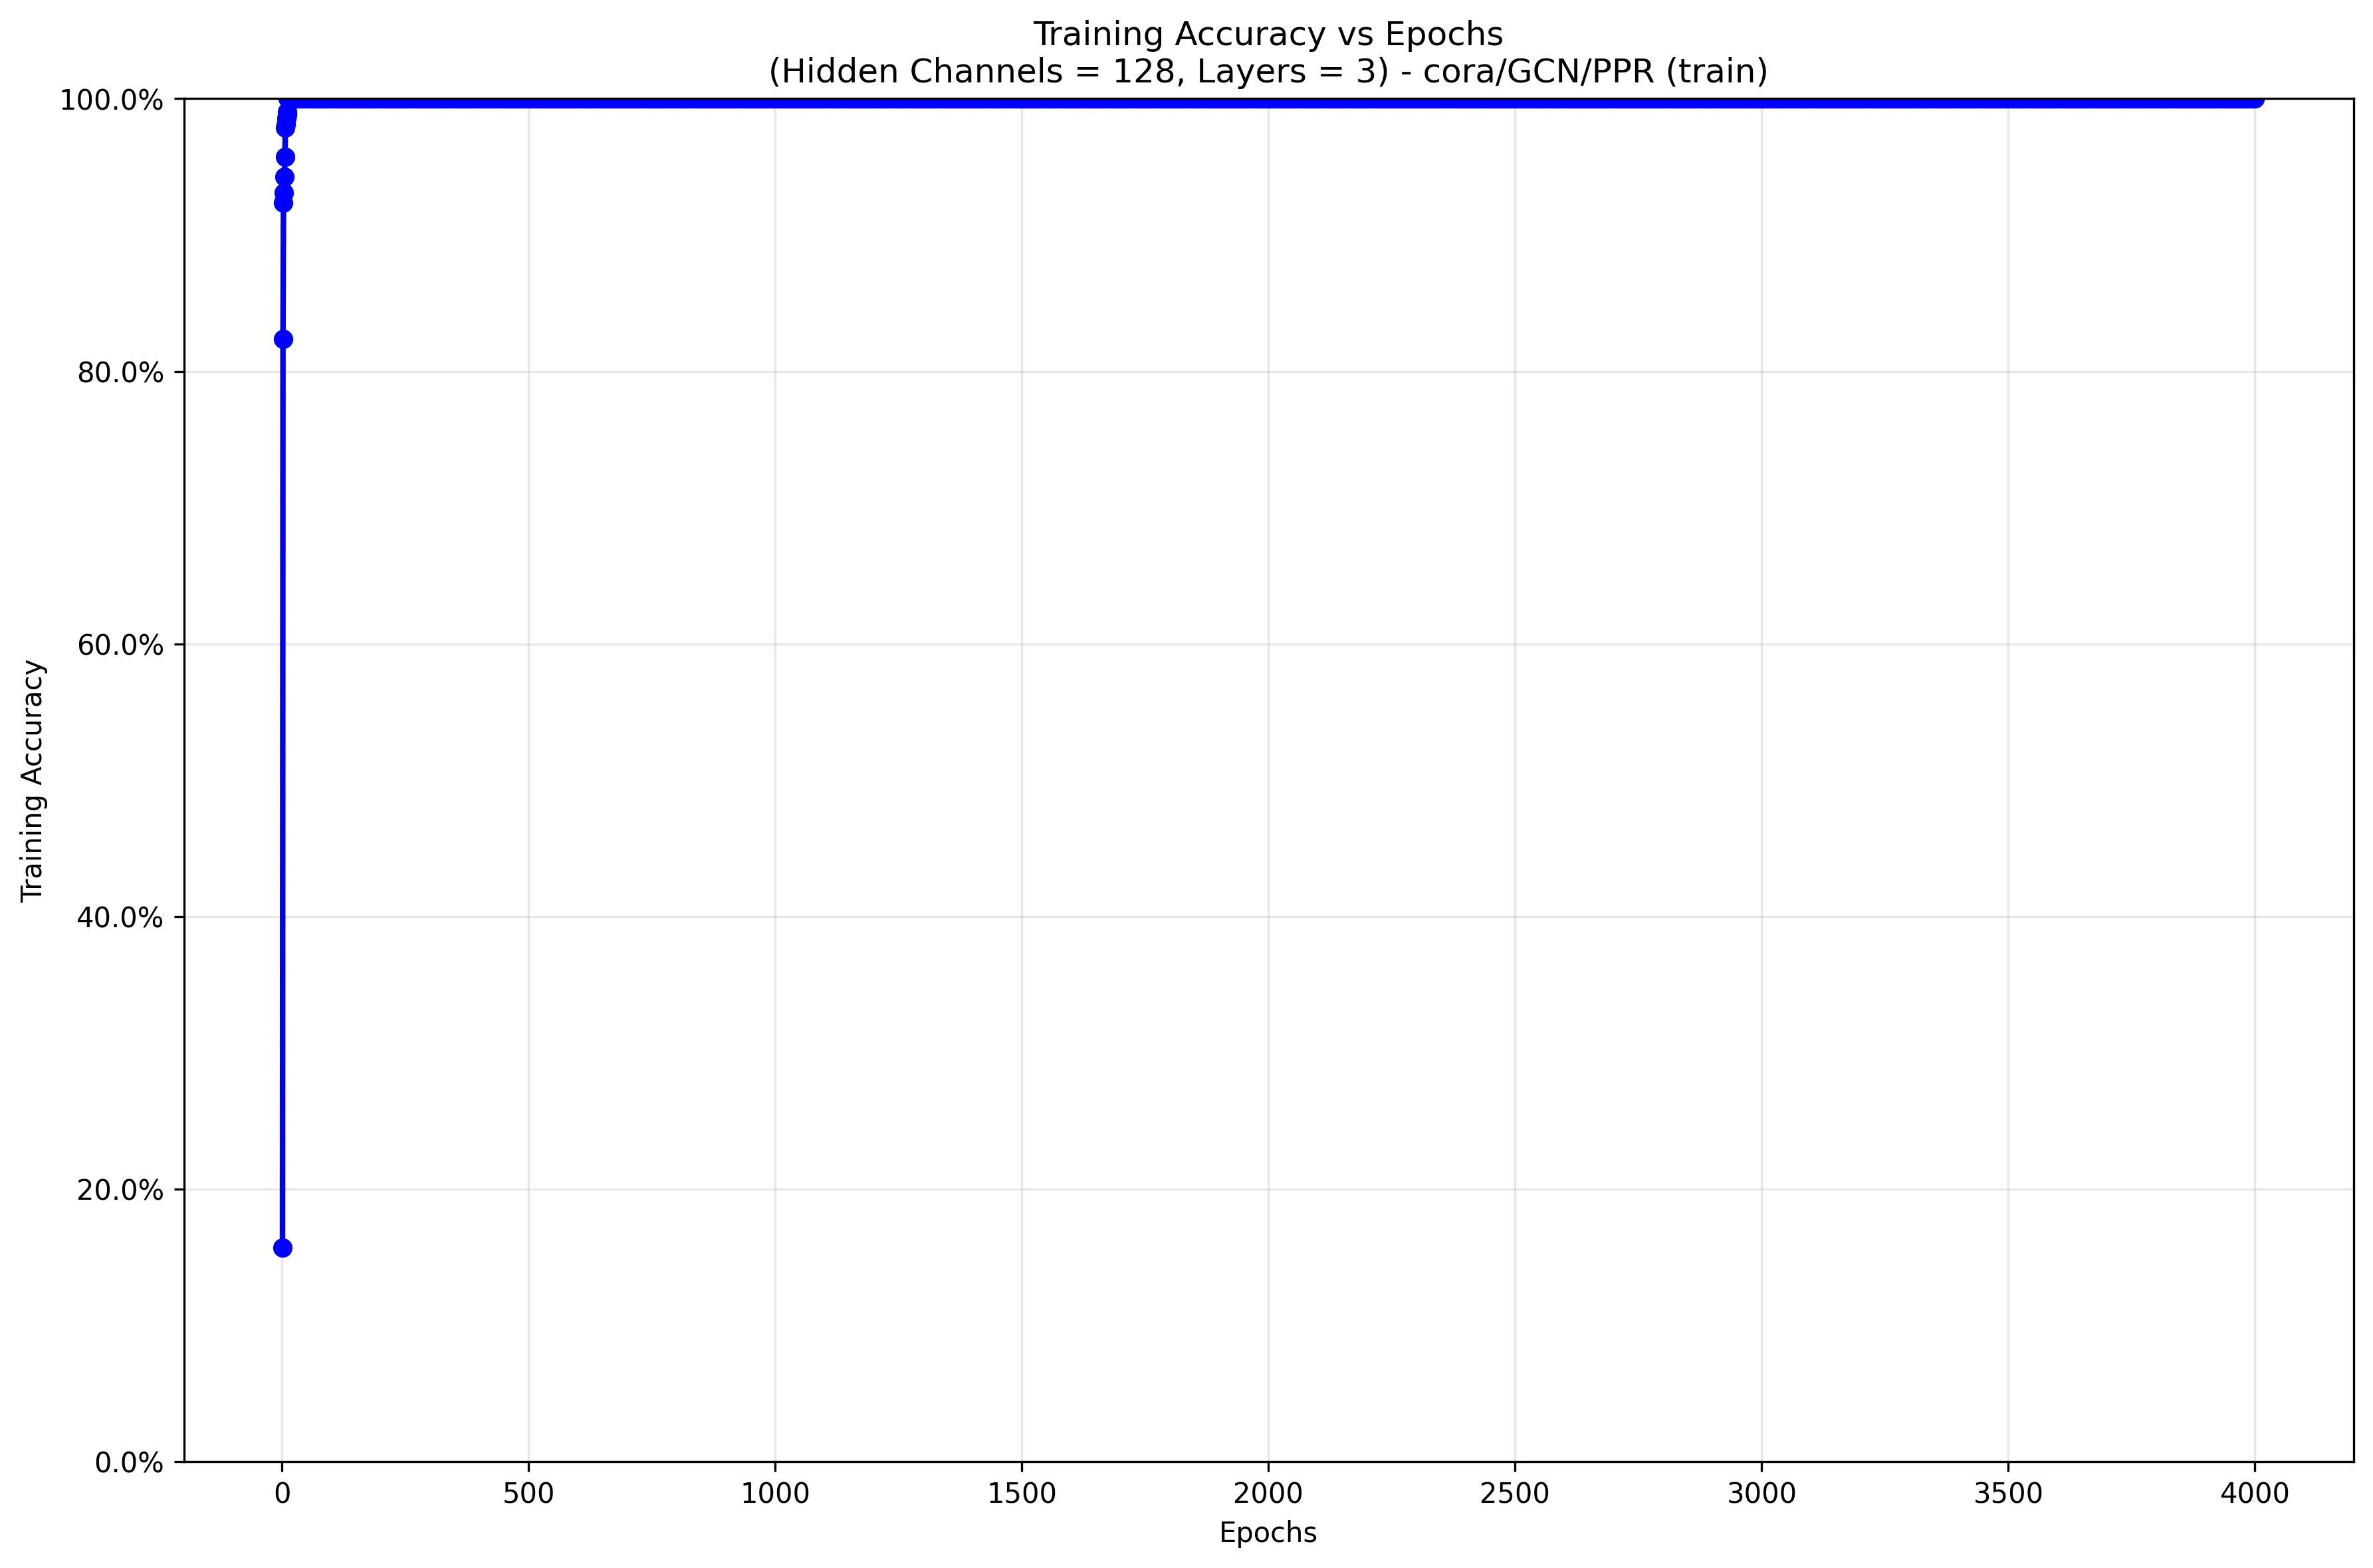 Training Accuracy vs Epochs
(Hidden Channels = 128, Layers = 3) - cora/GCN/PPR (train)
100.0%
80.0%
60.0%
40.0%
20.0%
0.0%
Training Accuracy
0 500 1000 1500 2000 2500 3000 3500 4000
Epochs